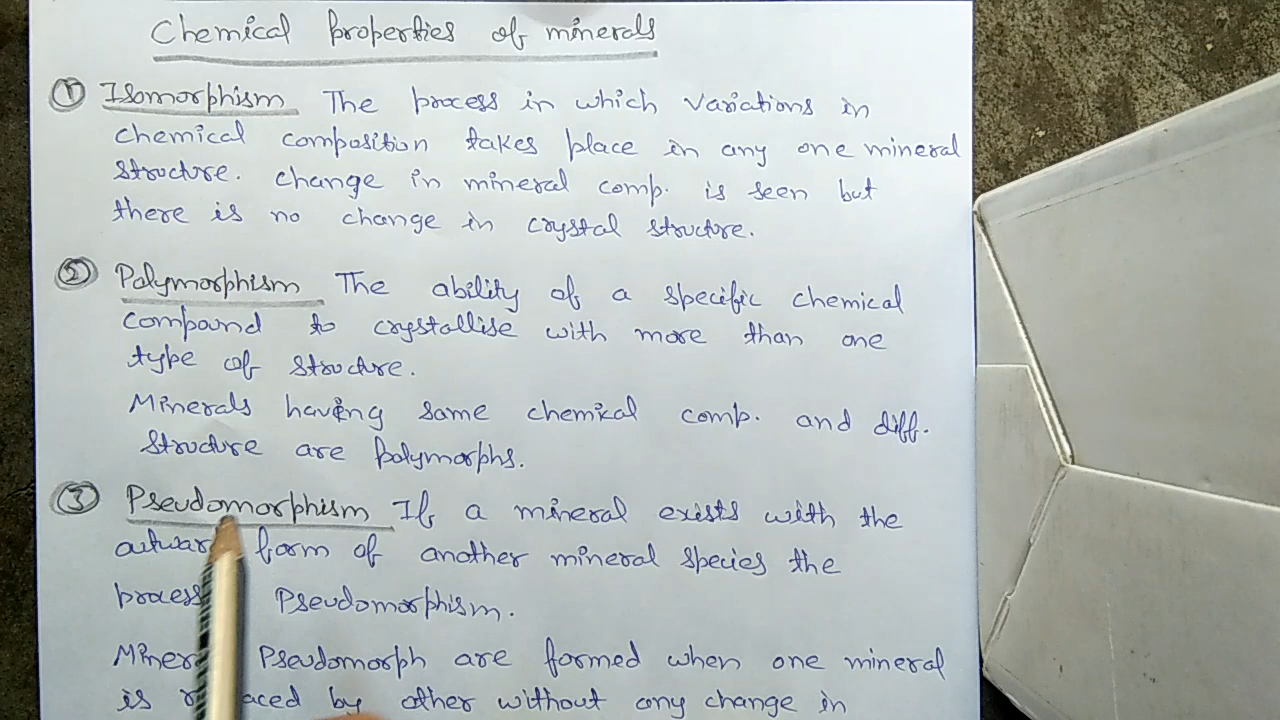 Chemical properties of minerals
① Isomorphism The process in which variations in
chemical composition takes place in any one mineral
structure. change in mineral comp. is seen but
there is no change in crystal structure.
② Polymorphism The ability of a specific chemical
compound to crystallise with more than one
type of structure.
Minerals having same chemical comp. and diff.
structure are polymorphs.
③ Pseudomorphism If a mineral exists with the
form of another mineral species the
process Pseudomorphism.
Pseudomorph are formed when one mineral
is by other without any change in